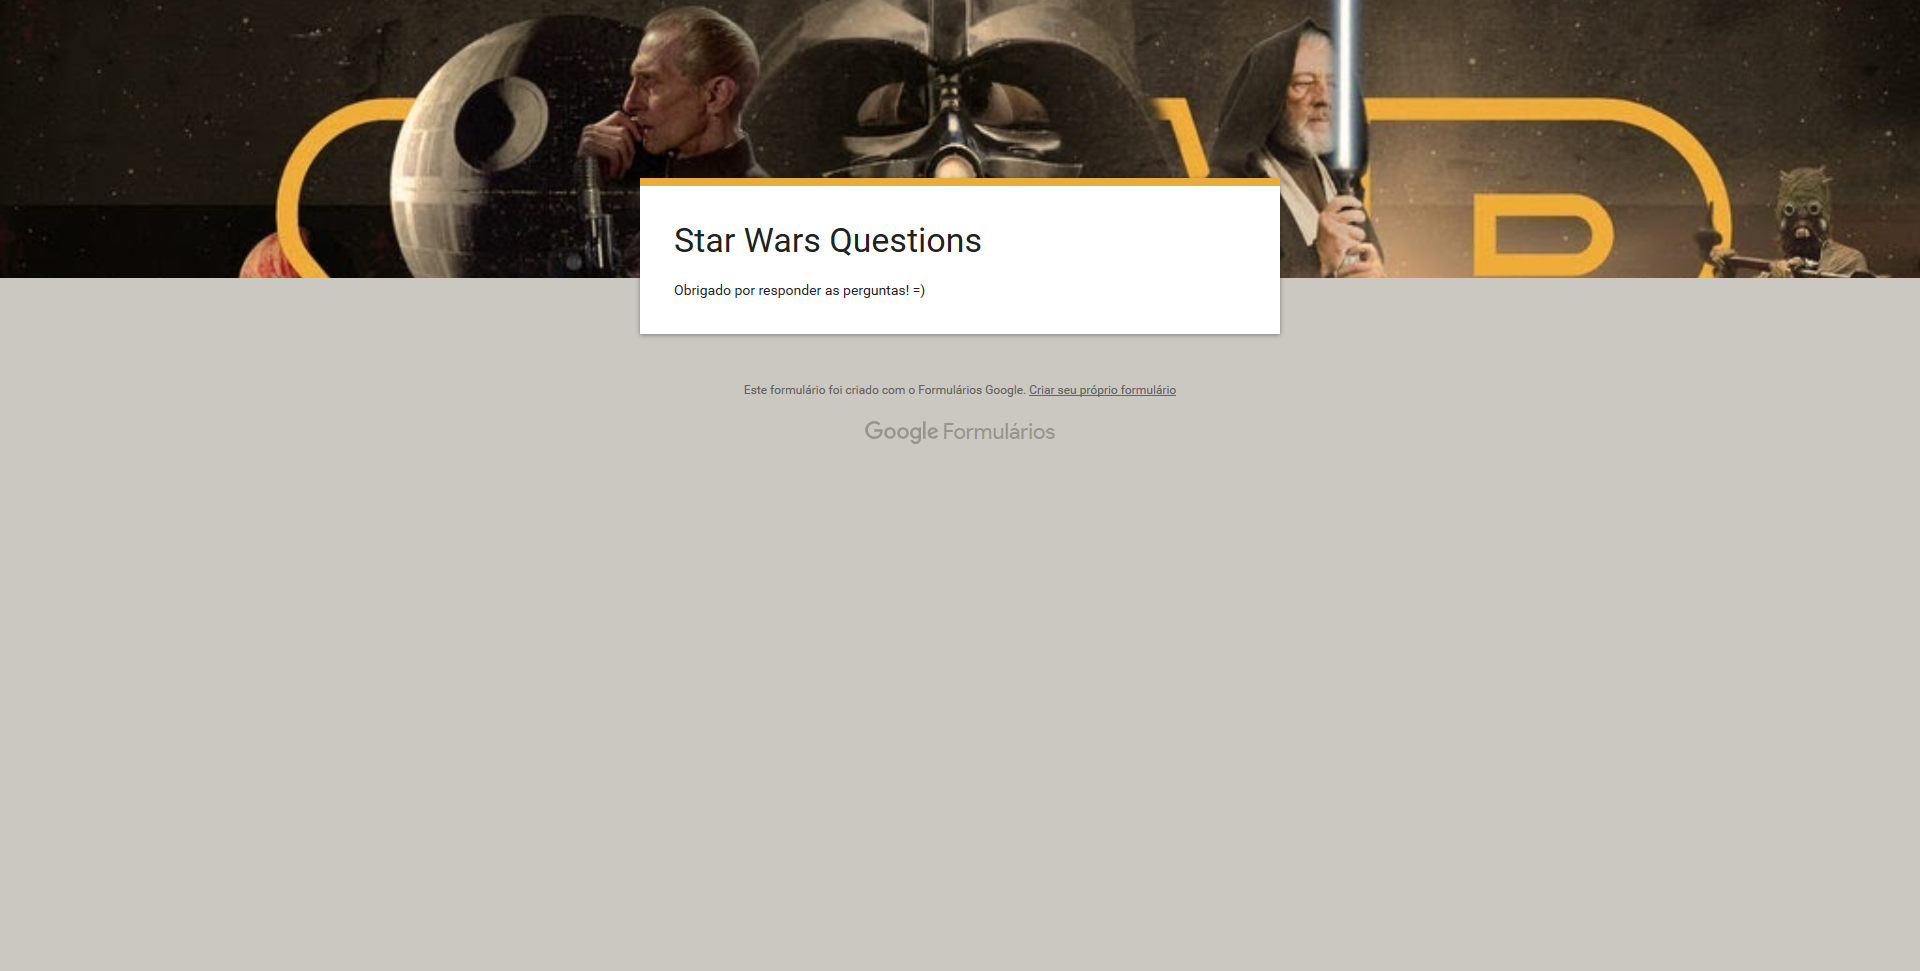 Star Wars Questions
Obrigado por responder as perguntas! =)
Este formulário foi criado com o Formulários Google. Criar seu próprio formulário
Google Formulários